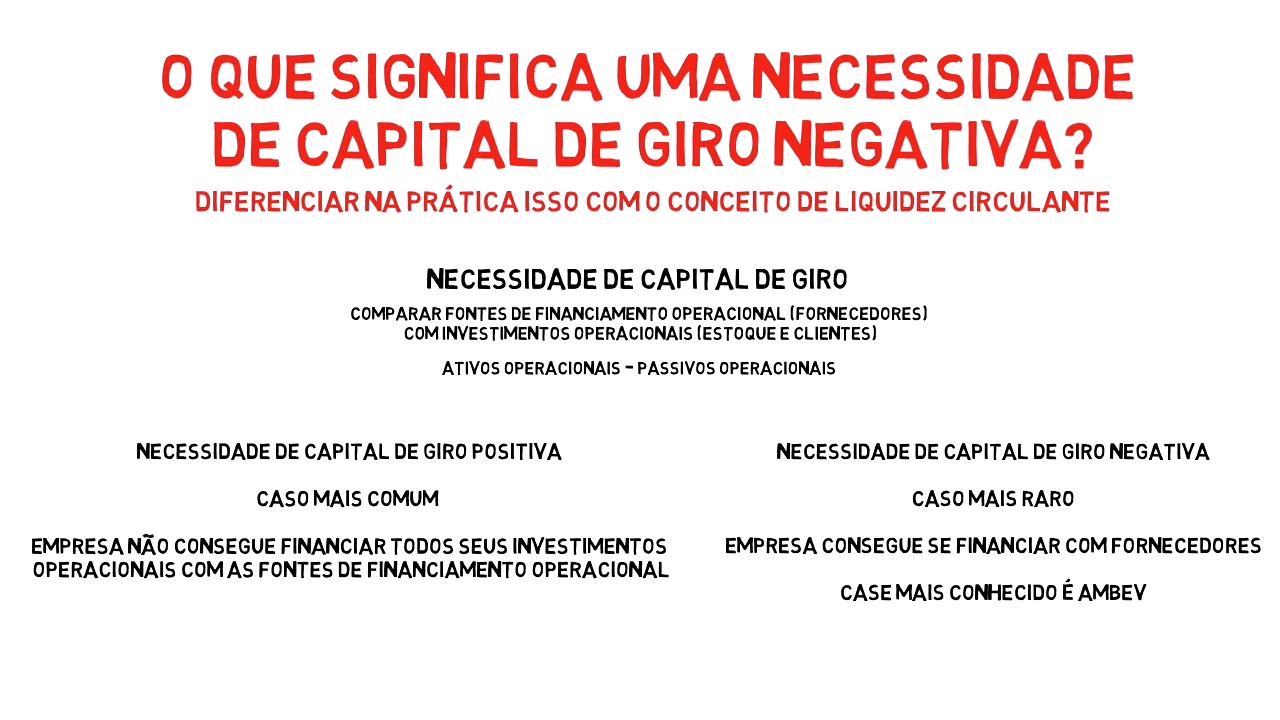 O QUE SIGNIFICA UMA NECESSIDADE
DE CAPITAL DE GIRO NEGATIVA?
DIFERENCIAR NA PRÁTICA ISSO COM O CONCEITO DE LIQUIDEZ CIRCULANTE
NECESSIDADE DE CAPITAL DE GIRO
COMPARAR FONTES DE FINANCIAMENTO OPERACIONAL (FORNECEDORES)
COM INVESTIMENTOS OPERACIONAIS (ESTOQUE E CLIENTES)
ATIVOS OPERACIONAIS - PASSIVOS OPERACIONAIS
NECESSIDADE DE CAPITAL DE GIRO POSITIVA
CASO MAIS COMUM
EMPRESA NÃO CONSEGUE FINANCIAR TODOS SEUS INVESTIMENTOS
OPERACIONAIS COM AS FONTES DE FINANCIAMENTO OPERACIONAL
NECESSIDADE DE CAPITAL DE GIRO NEGATIVA
CASO MAIS RARO
EMPRESA CONSEGUE SE FINANCIAR COM FORNECEDORES
CASE MAIS CONHECIDO É AMBEV